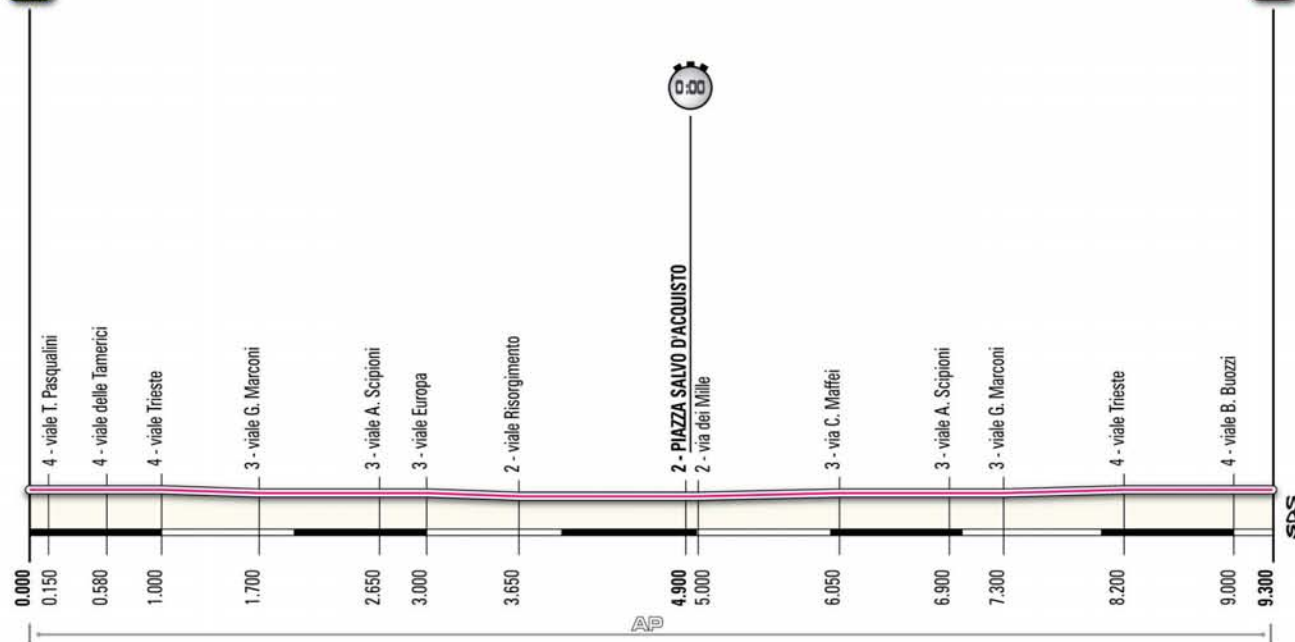 0:00
4 - viale T. Pasqualini
4 - viale delle Tamerici
4 - viale Trieste
3 - viale G. Marconi
3 - viale A. Scipioni
3 - viale Europa
2 - viale Risorgimento
2 - PIAZZA SALVO D'ACQUISTO
2 - via dei Mille
3 - via C. Maffei
3 - viale A. Scipioni
3 - viale G. Marconi
4 - viale Trieste
4 - viale B. Buozzi
SDS
0.000
0.150
0.580
1.000
1.700
2.650
3.000
3.650
4.900
5.000
6.050
6.900
7.300
8.200
9.000
9.300
AP